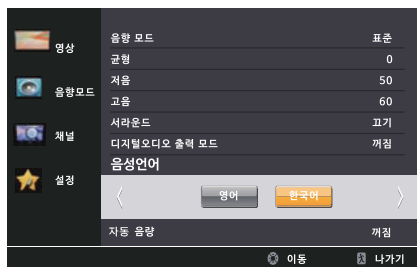 영상
음향모드
채널
설정
음향 모드 표준
균형 0
저음 50
고음 60
서라운드 끄기
디지털오디오 출력 모드 꺼짐
음성언어
영어 한국어
자동 음량 꺼짐
이동 나가기